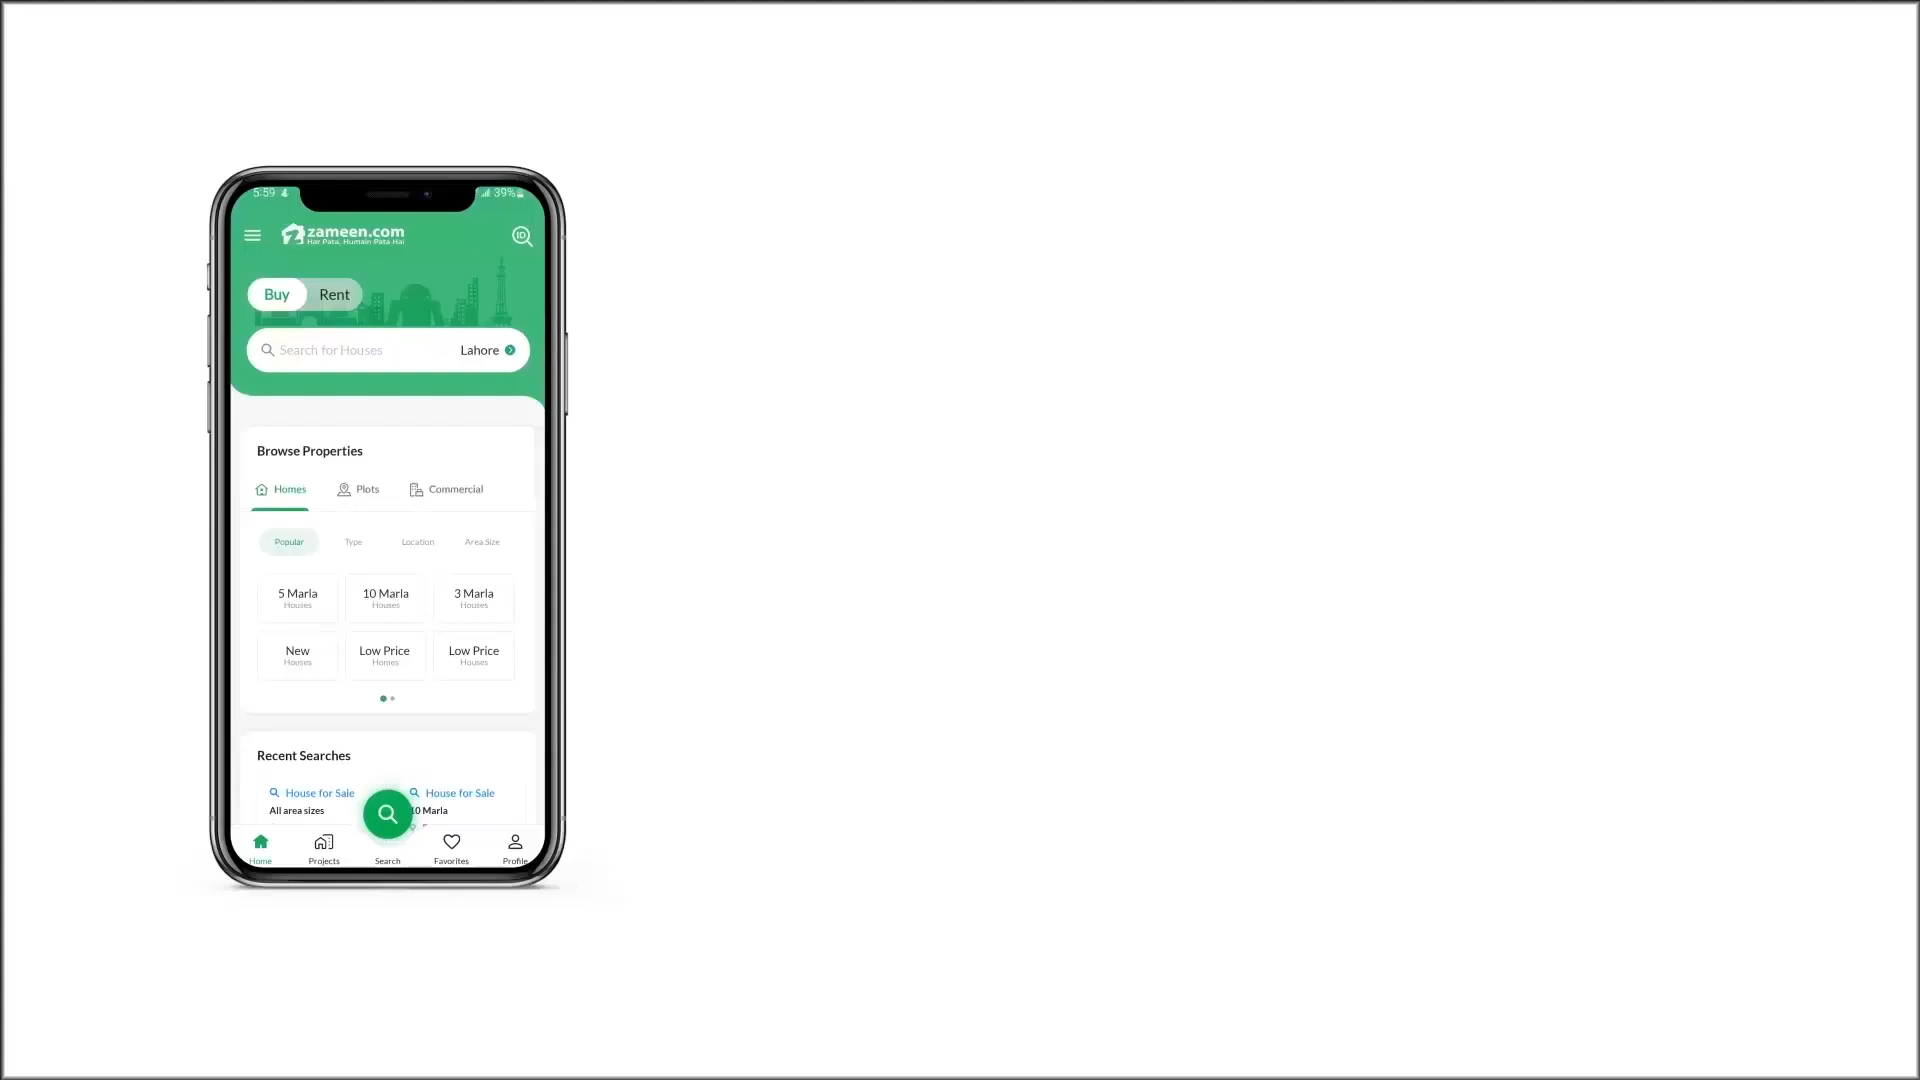 5:59 39%
zameen.com
Har Pata, Humain Pata Hai
ID
Buy Rent
Search for Houses Lahore
Browse Properties
Homes Plots Commercial
Popular Type Location Area Size
5 Marla 10 Marla 3 Marla
Houses Houses Houses
New Low Price Low Price
Houses Homes Houses
Recent Searches
House for Sale House for Sale
All area sizes 10 Marla
Home Projects Search Favorites Profile